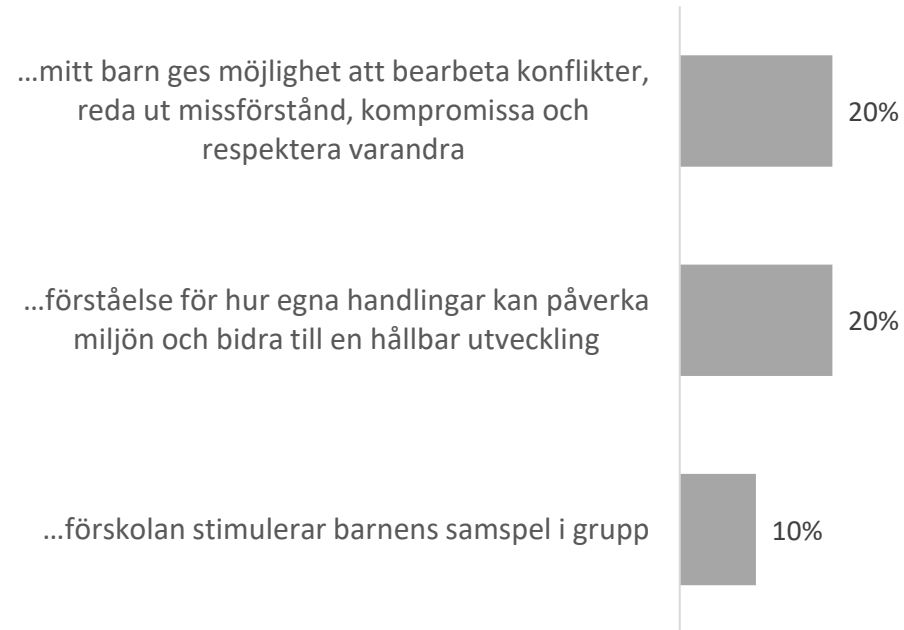 ...mitt barn ges möjlighet att bearbeta konflikter,
reda ut missförstånd, kompromissa och
respektera varandra
20%
...förståelse för hur egna handlingar kan påverka
miljön och bidra till en hållbar utveckling
20%
...förskolan stimulerar barnens samspel i grupp
10%